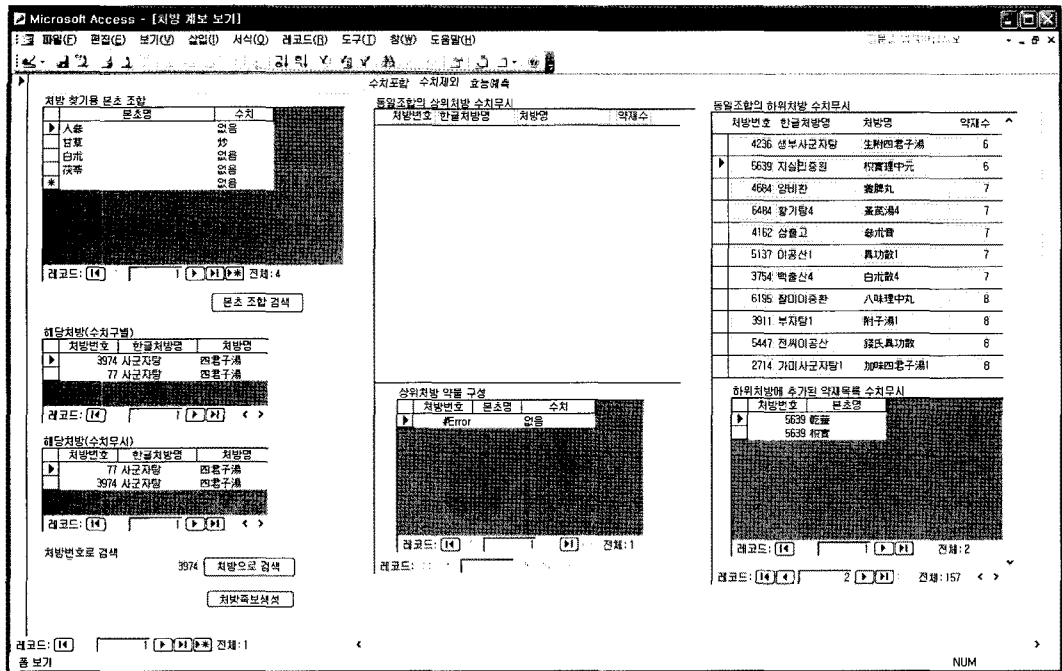 Microsoft Access - [처방 계보 보기]
파일(F) 편집(E) 보기(V) 삽입(I) 서식(O) 레코드(R) 도구(T) 창(W) 도움말(H)
수치포함 수치제외 효능예측
처방 찾기용 본초 조합
본초명 수치
人蔘 없음
甘草 炒
白朮 없음
茯苓 없음
없음
레코드: 1 전체:4
본초 조합 검색
해당처방(수치구별)
처방번호 한글처방명 처방명
3974 사군자탕 四君子湯
77 사군자탕 四君子湯
레코드: 1
해당처방(수치무시)
처방번호 한글처방명 처방명
77 사군자탕 四君子湯
3974 사군자탕 四君子湯
레코드: 1
처방번호로 검색
3974 처방으로 검색
처방족보생성
레코드: 1 전체:1
폼 보기
동일조합의 상위처방 수치무시
처방번호 한글처방명 처방명 약재수
상위처방 약물 구성
처방번호 본초명 수치
#Error 없음
레코드: 1 전체:1
레코드:
동일조합의 하위처방 수치무시
처방번호 한글처방명 처방명 약재수
4236 생부사군자탕 生附四君子湯 6
5639 지실리중원 枳實理中元 6
4684 양비환 養脾丸 7
6484 황기탕4 黃芪湯4 7
4162 삼출고 蔘朮膏 7
5137 이공산1 異功散1 7
3754 백출산4 白朮散4 7
6195 팔미이중환 八味理中丸 8
3911 부자탕1 附子湯1 8
5447 전씨이공산 錢氏異功散 8
2714 가미사군자탕1 加味四君子湯1 8
하위처방에 추가된 약재목록 수치무시
처방번호 본초명
5639 乾薑
5639 枳實
레코드: 1 전체:2
레코드: 2 전체:157
NUM